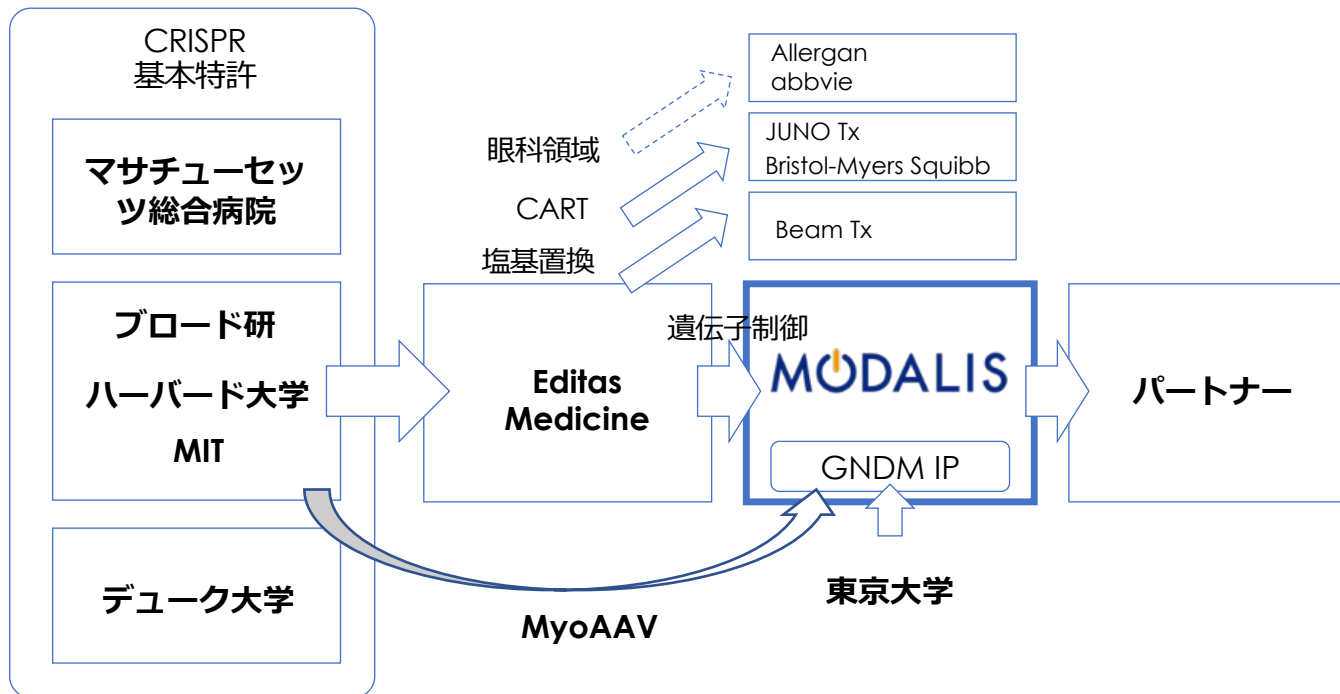 CRISPR
基本特許
マサチューセッ
ツ総合病院
ブロード研
ハーバード大学
MIT
デューク大学
眼科領域
CART
塩基置換
Allergan
abbvie
JUNO Tx
Bristol-Myers Squibb
Beam Tx
Editas
Medicine
遺伝子制御
MODALIS
GNDM IP
パートナー
東京大学
MyoAAV